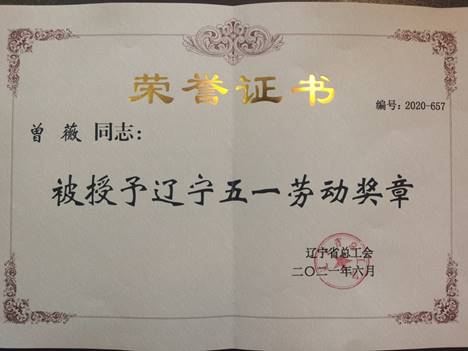 荣誉证书
编号：2020-657
曾 薇 同志：
被授予辽宁五一劳动奖章
辽宁省总工会
二〇二一年六月